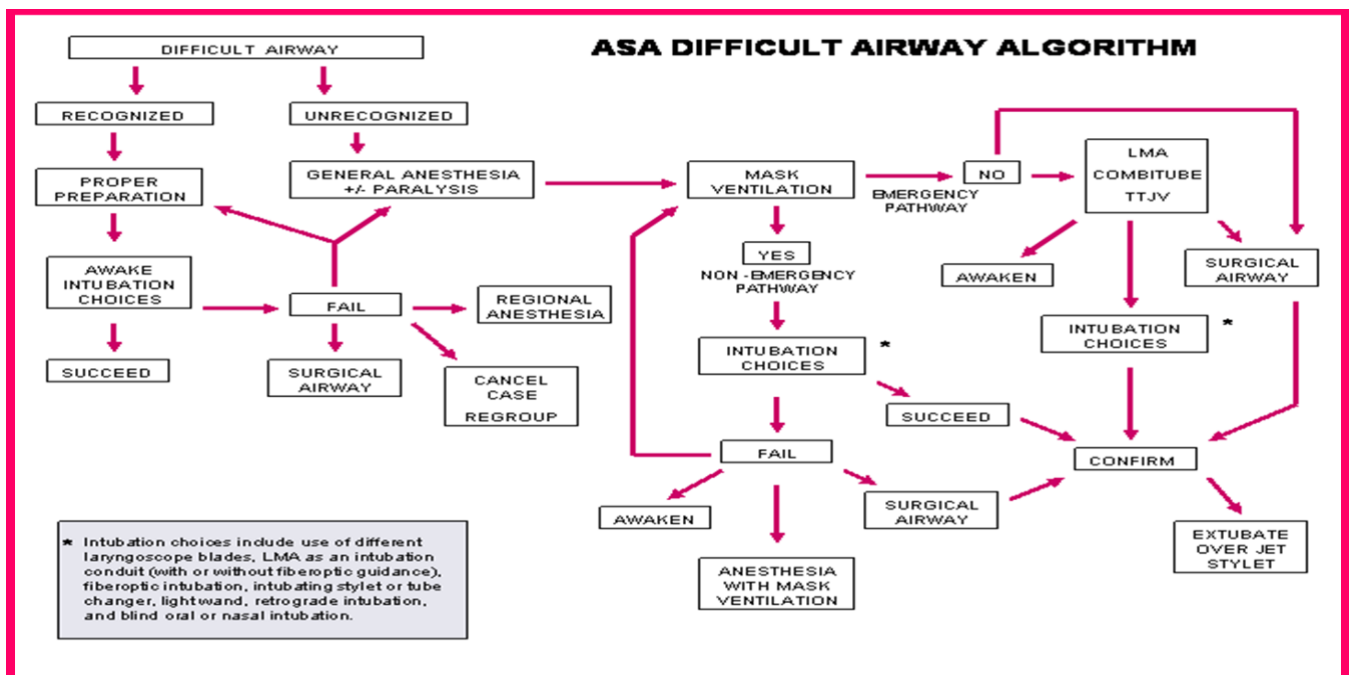 ASA DIFFICULT AIRWAY ALGORITHM
DIFFICULT AIRWAY
RECOGNIZED
UNRECOGNIZED
PROPER
PREPARATION
GENERAL ANESTHESIA
+/- PARALYSIS
MASK
VENTILATION
EMERGENCY
PATHWAY
NO
LMA
COMBITUBE
TTJV
AWAKE
INTUBATION
CHOICES
FAIL
REGIONAL
ANESTHESIA
YES
NON -EMERGENCY
PATHWAY
AWAKEN
SURGICAL
AIRWAY
SUCCEED
SURGICAL
AIRWAY
CANCEL
CASE
REGROUP
INTUBATION
CHOICES
*
INTUBATION
CHOICES
*
SUCCEED
FAIL
CONFIRM
AWAKEN
SURGICAL
AIRWAY
ANESTHESIA
WITH MASK
VENTILATION
EXTUBATE
OVER JET
STYLET
* Intubation choices include use of different
laryngoscope blades, LMA as an intubation
conduit (with or without fiberoptic guidance),
fiberoptic intubation, intubating stylet or tube
changer, lightwand, retrograde intubation,
and blind oral or nasal intubation.